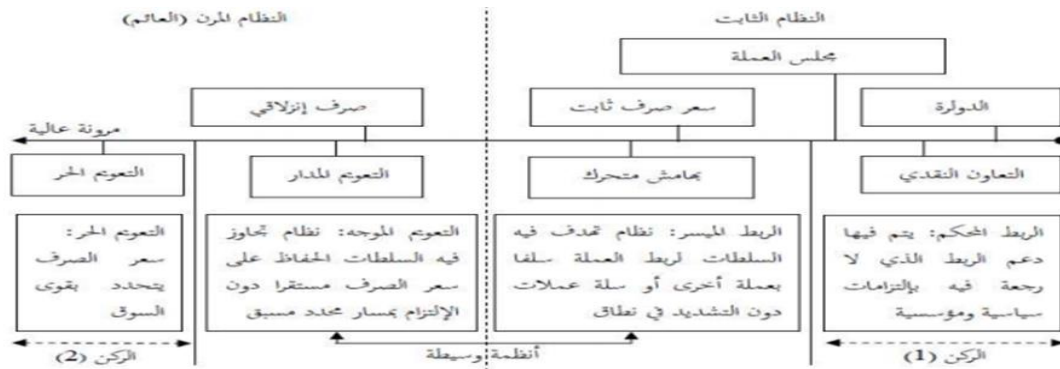 النظام الثابت
النظام المرن (العائم)
مجلس العملة
الدولرة
سعر صرف ثابت
صرف إنزلاقي
مرونة عالية
التعاون النقدي
بهامش متحرك
التعويم المدار
التعويم الحر
الربط المحكم: يتم فيها
دعم الربط الذي لا
رجعة فيه بإلتزامات
سياسية ومؤسسية
الربط الميسر: نظام تهدف فيه
السلطات لربط العملة سلفا
بعملة أخرى أو سلة عملات
دون التشديد في نطاق
التعويم الموجه: نظام تحاوز
فيه السلطات الحفاظ على
سعر الصرف مستقرا دون
الإلتزام بمسار محدد مسبق
التعويم الحر:
سعر الصرف
يتحدد بقوى
السوق
الركن (1)
أنظمة وسيطة
الركن (2)